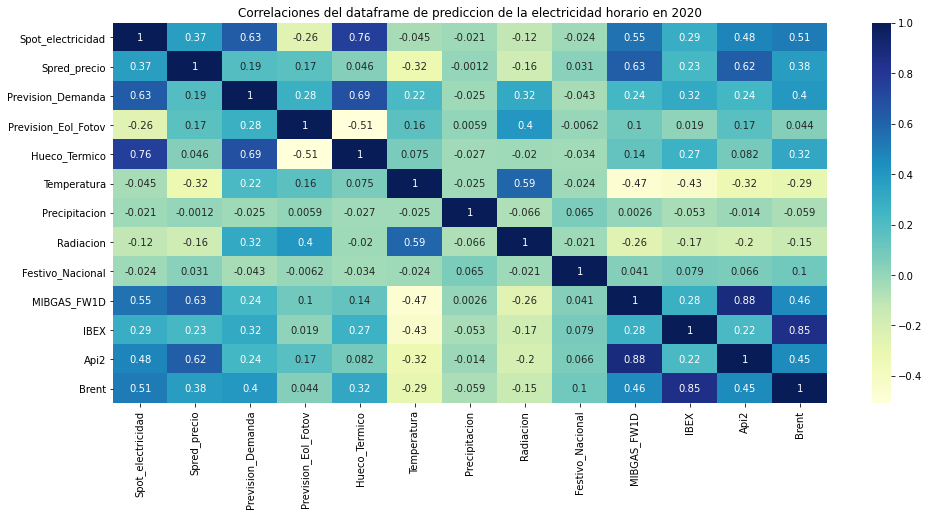 Correlaciones del dataframe de prediccion de la electricidad horario en 2020
Spot_electricidad 1 0.37 0.63 -0.26 0.76 -0.045 -0.021 -0.12 -0.024 0.55 0.29 0.48 0.51
Spred_precio 0.37 1 0.19 0.17 0.046 -0.32 -0.0012 -0.16 0.031 0.63 0.23 0.62 0.38
Prevision_Demanda 0.63 0.19 1 0.28 0.69 0.22 -0.025 0.32 -0.043 0.24 0.32 0.24 0.4
Prevision_Eol_Fotov -0.26 0.17 0.28 1 -0.51 0.16 0.0059 0.4 -0.0062 0.1 0.019 0.17 0.044
Hueco_Termico 0.76 0.046 0.69 -0.51 1 0.075 -0.027 -0.02 -0.034 0.14 0.27 0.082 0.32
Temperatura -0.045 -0.32 0.22 0.16 0.075 1 -0.025 0.59 -0.024 -0.47 -0.43 -0.32 -0.29
Precipitacion -0.021 -0.0012 -0.025 0.0059 -0.027 -0.025 1 -0.066 0.065 0.0026 -0.053 -0.014 -0.059
Radiacion -0.12 -0.16 0.32 0.4 -0.02 0.59 -0.066 1 -0.021 -0.26 -0.17 -0.2 -0.15
Festivo_Nacional -0.024 0.031 -0.043 -0.0062 -0.034 -0.024 0.065 -0.021 1 0.041 0.079 0.066 0.1
MIBGAS_FW1D 0.55 0.63 0.24 0.1 0.14 -0.47 0.0026 -0.26 0.041 1 0.28 0.88 0.46
IBEX 0.29 0.23 0.32 0.019 0.27 -0.43 -0.053 -0.17 0.079 0.28 1 0.22 0.85
Api2 0.48 0.62 0.24 0.17 0.082 -0.32 -0.014 -0.2 0.066 0.88 0.22 1 0.45
Brent 0.51 0.38 0.4 0.044 0.32 -0.29 -0.059 -0.15 0.1 0.46 0.85 0.45 1
Spot_electricidad
Spred_precio
Prevision_Demanda
Prevision_Eol_Fotov
Hueco_Termico
Temperatura
Precipitacion
Radiacion
Festivo_Nacional
MIBGAS_FW1D
IBEX
Api2
Brent
1.0
0.8
0.6
0.4
0.2
0.0
−0.2
−0.4